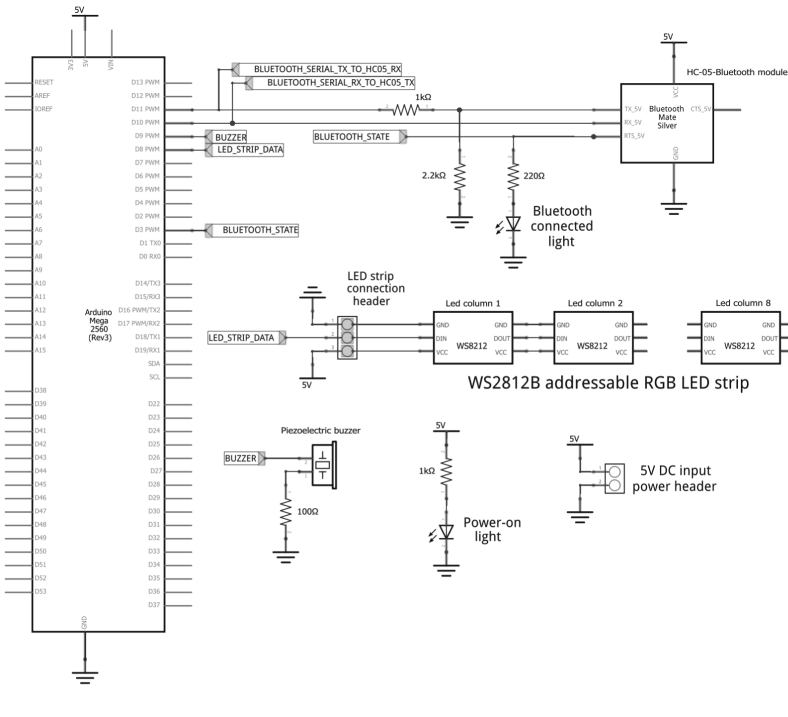 5V
3V3
5V
VIN
RESET
AREF
IOREF
A0
A1
A2
A3
A4
A5
A6
A7
A8
A9
A10
A11
A12
A13
A14
A15
D38
D39
D40
D41
D42
D43
D44
D45
D46
D47
D48
D49
D50
D51
D52
D53
Arduino
Mega
2560
(Rev3)
D13 PWM
D12 PWM
D11 PWM
D10 PWM
D9 PWM
D8 PWM
D7 PWM
D6 PWM
D5 PWM
D4 PWM
D2 PWM
D3 PWM
D1 TX0
D0 RX0
D14/TX3
D15/RX3
D16 PWM/TX2
D17 PWM/RX2
D18/TX1
D19/RX1
SDA
SCL
D22
D23
D24
D25
D26
D27
D28
D29
D30
D31
D32
D33
D34
D35
D36
D37
GND
BLUETOOTH_SERIAL_TX_TO_HC05_RX
BLUETOOTH_SERIAL_RX_TO_HC05_TX
BUZZER
LED_STRIP_DATA
BLUETOOTH_STATE
BLUETOOTH_STATE
1kΩ
2.2kΩ
220Ω
Bluetooth
connected
light
5V
HC-05-Bluetooth module
VCC
TX_5V
RX_5V
RTS_5V
CTS_5V
Bluetooth
Mate
Silver
GND
LED strip
connection
header
LED_STRIP_DATA
1
2
3
5V
Led column 1
GND
DIN
VCC
GND
DOUT
VCC
WS8212
Led column 2
GND
DIN
VCC
GND
DOUT
VCC
WS8212
Led column 8
GND
DIN
VCC
GND
DOUT
VCC
WS8212
WS2812B addressable RGB LED strip
Piezoelectric buzzer
BUZZER
100Ω
5V
1kΩ
Power-on
light
5V
1
2
5V DC input
power header